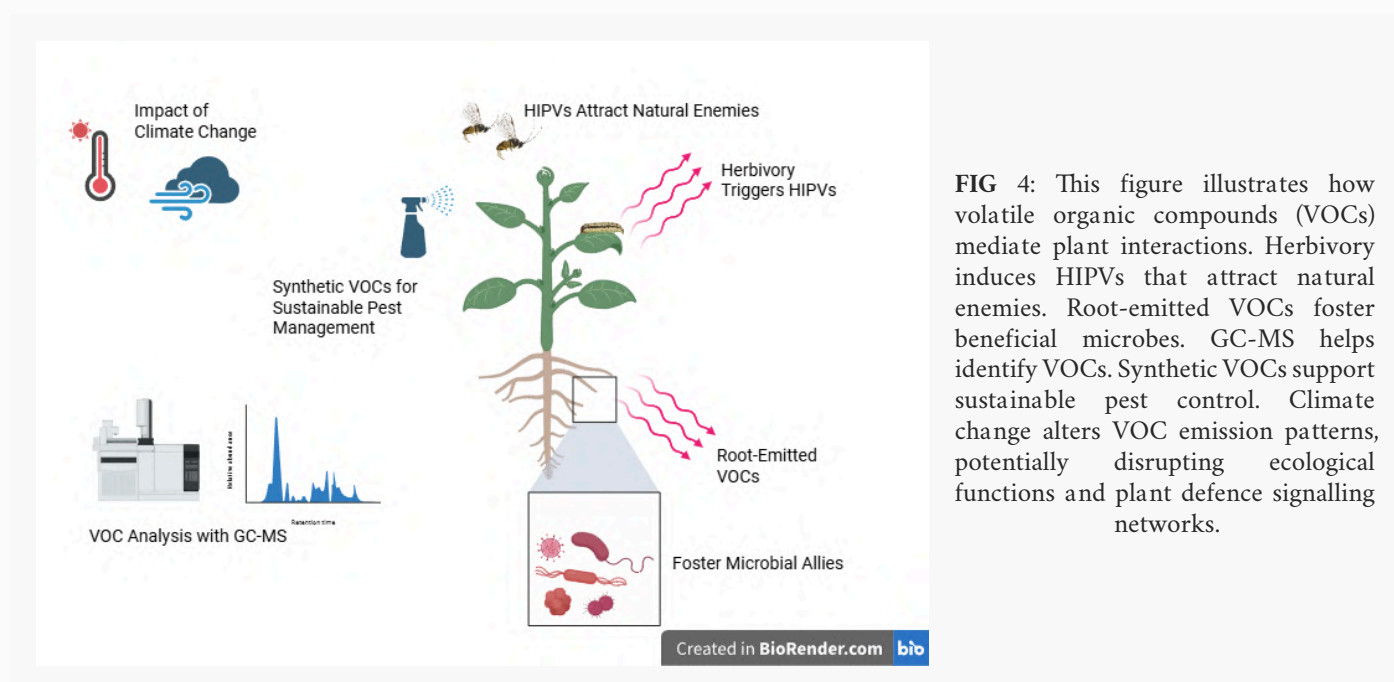 Impact of
Climate Change
HIPVs Attract Natural Enemies
Herbivory
Triggers HIPVs
Synthetic VOCs for
Sustainable Pest
Management
Relative abundance
Retention time
VOC Analysis with GC-MS
Root-Emitted
VOCs
Foster Microbial Allies
Created in BioRender.com bio
FIG 4: This figure illustrates how
volatile organic compounds (VOCs)
mediate plant interactions. Herbivory
induces HIPVs that attract natural
enemies. Root-emitted VOCs foster
beneficial microbes. GC-MS helps
identify VOCs. Synthetic VOCs support
sustainable pest control. Climate
change alters VOC emission patterns,
potentially disrupting ecological
functions and plant defence signalling
networks.